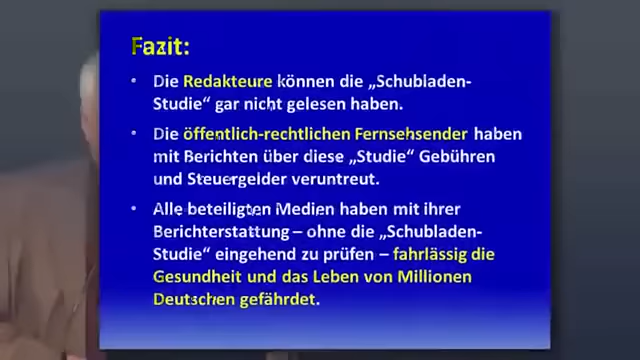 Fazit:
• Die Redakteure können die „Schubladen-
Studie“ gar nicht gelesen haben.
• Die öffentlich-rechtlichen Fernsehsender haben
mit Berichten über diese „Studie“ Gebühren
und Steuergelder veruntreut.
• Alle beteiligten Medien haben mit ihrer
Berichterstattung – ohne die „Schubladen-
Studie“ eingehend zu prüfen – fahrlässig die
Gesundheit und das Leben von Millionen
Deutschen gefährdet.